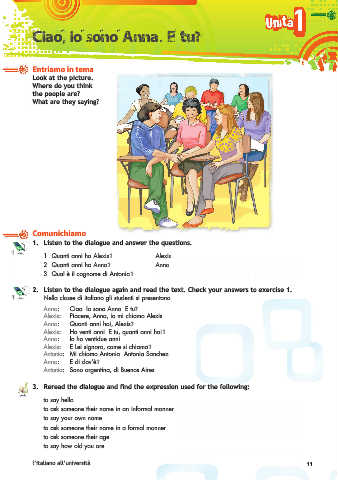 Unità 1
Ciao, io sono Anna. E tu?
Entriamo in tema
Look at the picture.
Where do you think
the people are?
What are they saying?
Comunichiamo
1. Listen to the dialogue and answer the questions.
1 Quanti anni ha Alexis? Alexis
2 Quanti anni ha Anna? Anna
3 Qual è il cognome di Antonia?
2. Listen to the dialogue again and read the text. Check your answers to exercise 1.
Nella classe di italiano gli studenti si presentano
Anna: Ciao Io sono Anna E tu?
Alexis: Piacere, Anna, io mi chiamo Alexis
Anna: Quanti anni hai, Alexis?
Alexis: Ho venti anni E tu, quanti anni hai?
Anna: Io ho ventidue anni
Alexis: E Lei signora, come si chiama?
Antonia: Mi chiamo Antonia Antonia Sanchez
Anna: E di dov'è?
Antonia: Sono argentina, di Buenos Aires
3. Reread the dialogue and find the expression used for the following:
to say hello
to ask someone their name in an informal manner
to say your own name
to ask someone their name in a formal manner
to ask someone their age
to say how old you are
l'italiano all'università
11